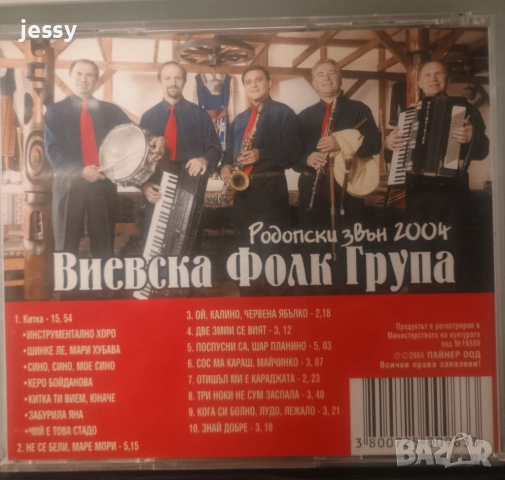 jessy
Родопски звън 2004
Виевска Фолк Група
1. Китка - 15, 54
•ИНСТРУМЕНТАЛНО ХОРО
•ШИНКЕ ЛЕ, МАРИ ХУБАВА
•СИНО, СИНО, МОЕ СИНО
•КЕРО БОЙДАНОВА
•КИТКА ТИ ВИЕМ, ЮНАЧЕ
•ЗАБУРИЛА ЯНА
•ЧИЙ Е ТОВА СТАДО
2. НЕ СЕ БЕЛИ, МАРЕ МОРИ - 5,15
3. ОЙ, КАЛИНО, ЧЕРВЕНА ЯБЪЛКО - 2,18
4. ДВЕ ЗМИИ СЕ ВИЯТ - 3, 12
5. ПОСПУСНИ СА, ШАР ПЛАНИНО - 5, 03
6. СОС МА КАРАШ, МАЙЧИНКО - 3, 07
7. ОТИШЪЛ МИ Е КАРАДЖАТА - 2, 23
8. ТРИ НОКИ НЕ СУМ ЗАСПАЛА - 3, 40
9. КОГА СИ БОЛНО, ЛУДО, ЛЕЖАЛО - 3, 21
10. ЗНАЙ ДОБРЕ - 3, 10
Продуктът е регистриран в
Министерството на културата
под №16500
℗©2004 ПАЙНЕР ООД
Всички права запазени!
bazar.bg